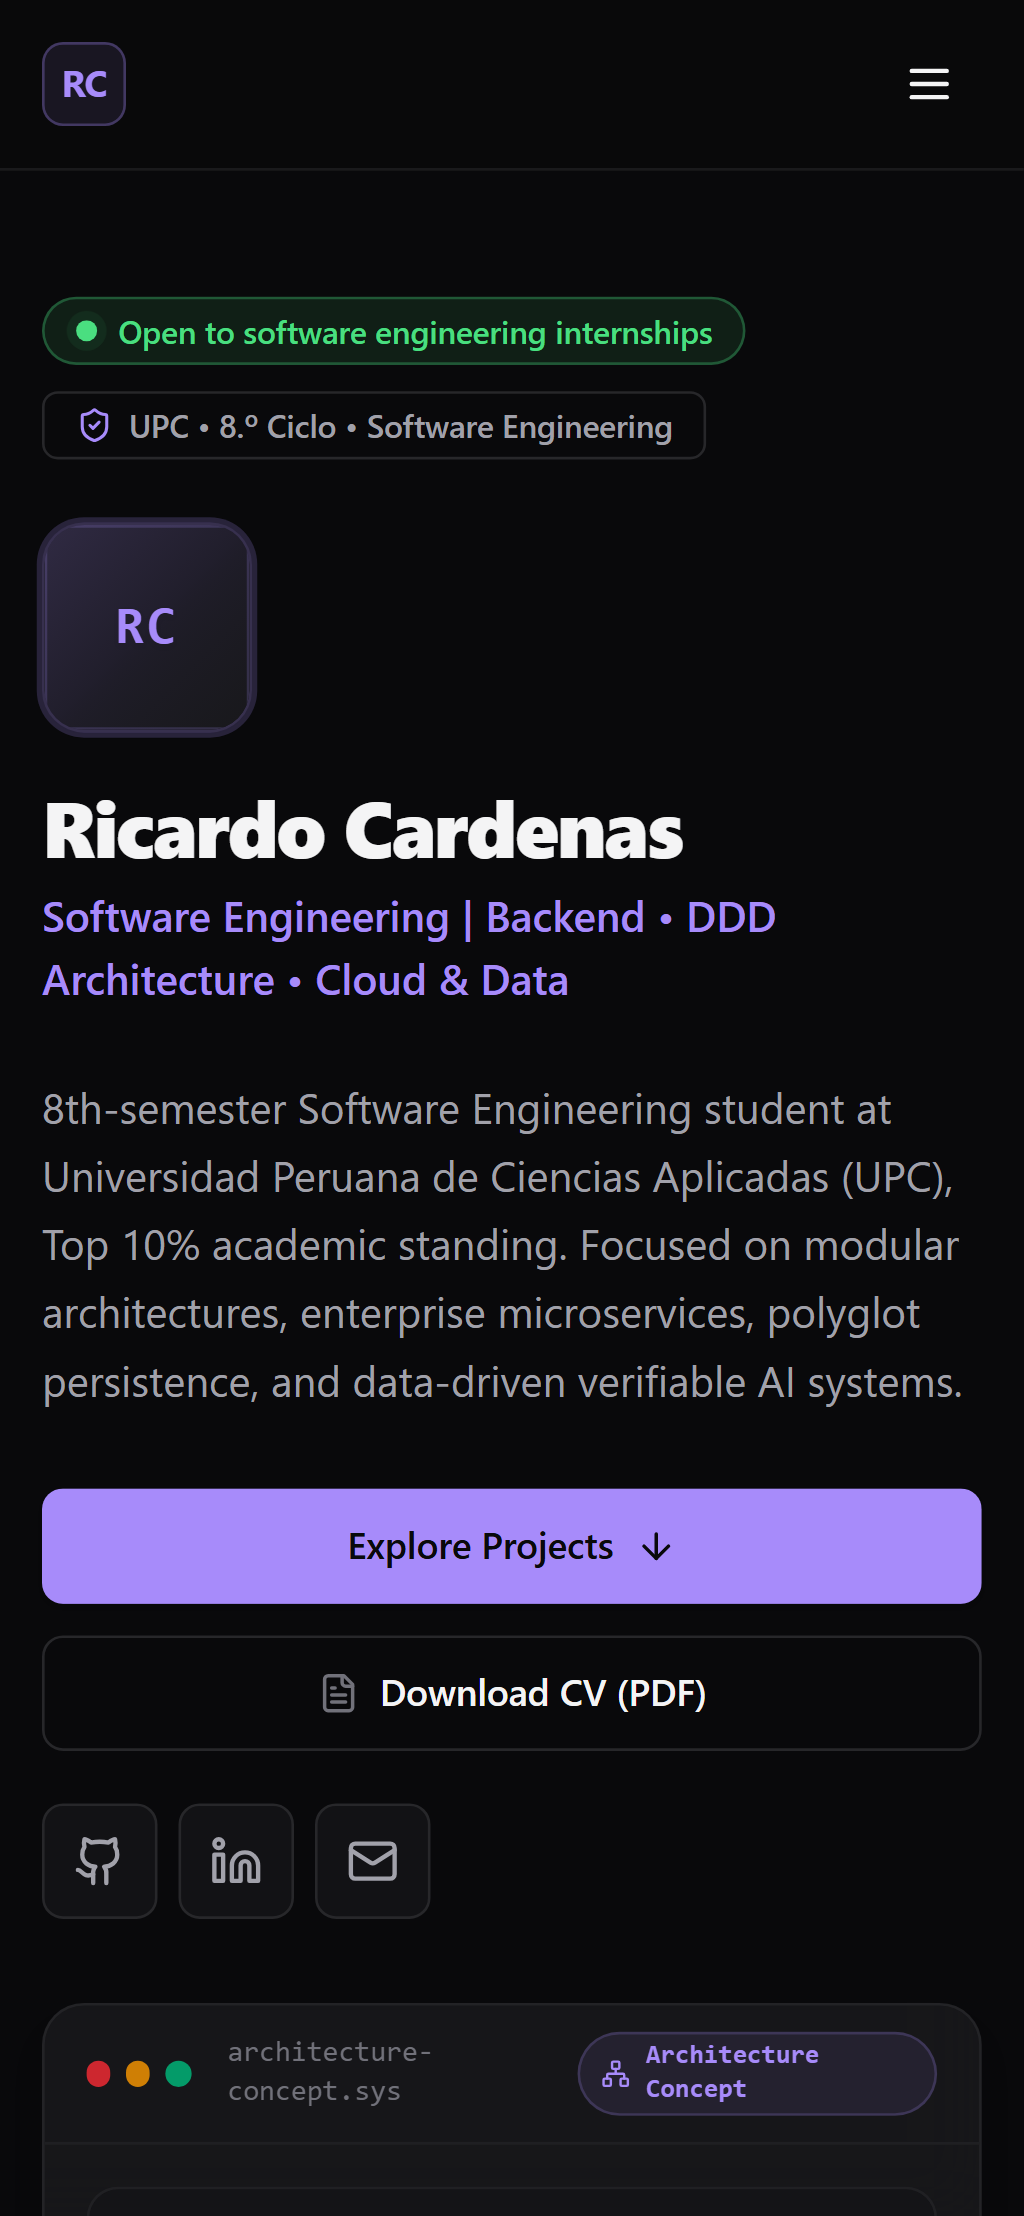 RC
Open to software engineering internships
UPC • 8.º Ciclo • Software Engineering
RC
Ricardo Cardenas
Software Engineering | Backend • DDD
Architecture • Cloud & Data
8th-semester Software Engineering student at
Universidad Peruana de Ciencias Aplicadas (UPC),
Top 10% academic standing. Focused on modular
architectures, enterprise microservices, polyglot
persistence, and data-driven verifiable AI systems.
Explore Projects
Download CV (PDF)
architecture-
concept.sys
Architecture
Concept